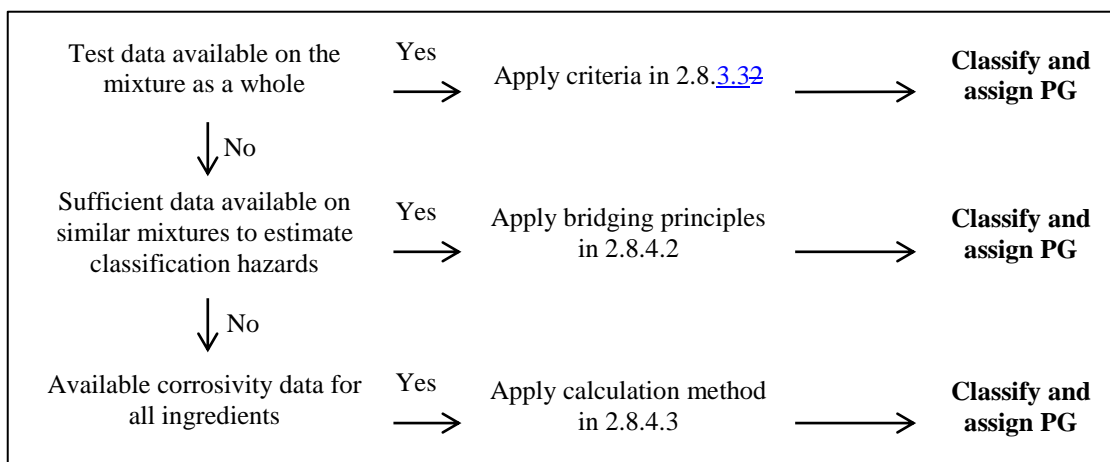 Test data available on the
mixture as a whole
Yes
Apply criteria in 2.8.3.32
Classify and
assign PG
No
Sufficient data available on
similar mixtures to estimate
classification hazards
Yes
Apply bridging principles
in 2.8.4.2
Classify and
assign PG
No
Available corrosivity data for
all ingredients
Yes
Apply calculation method
in 2.8.4.3
Classify and
assign PG